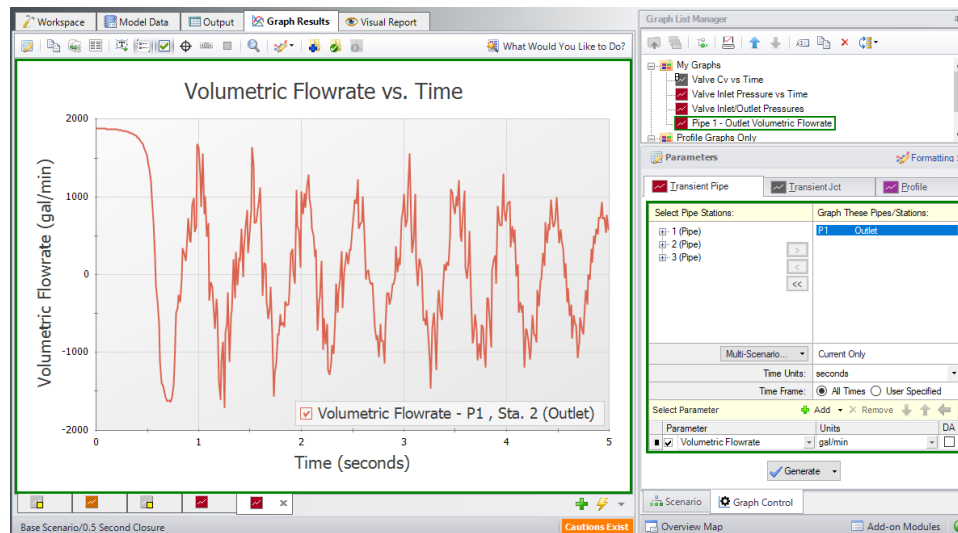 Workspace Model Data Output Graph Results Visual Report
What Would You Like to Do?
Volumetric Flowrate vs. Time
Volumetric Flowrate (gal/min)
2000
1000
0
-1000
-2000
0 1 2 3 4 5
Volumetric Flowrate - P1 , Sta. 2 (Outlet)
Time (seconds)
Base Scenario/0.5 Second Closure
Cautions Exist
Graph List Manager
My Graphs
Valve Cv vs Time
Valve Inlet Pressure vs Time
Valve Inlet/Outlet Pressures
Pipe 1 - Outlet Volumetric Flowrate
Profile Graphs Only
Parameters Formatting
Transient Pipe Transient Jct Profile
Select Pipe Stations: Graph These Pipes/Stations:
1 (Pipe) P1 Outlet
2 (Pipe)
3 (Pipe)
>
<
<<
Multi-Scenario... Current Only
Time Units: seconds
Time Frame: All Times User Specified
Select Parameter Add Remove
Parameter Units DA
Volumetric Flowrate gal/min
Generate
Scenario Graph Control
Overview Map Add-on Modules